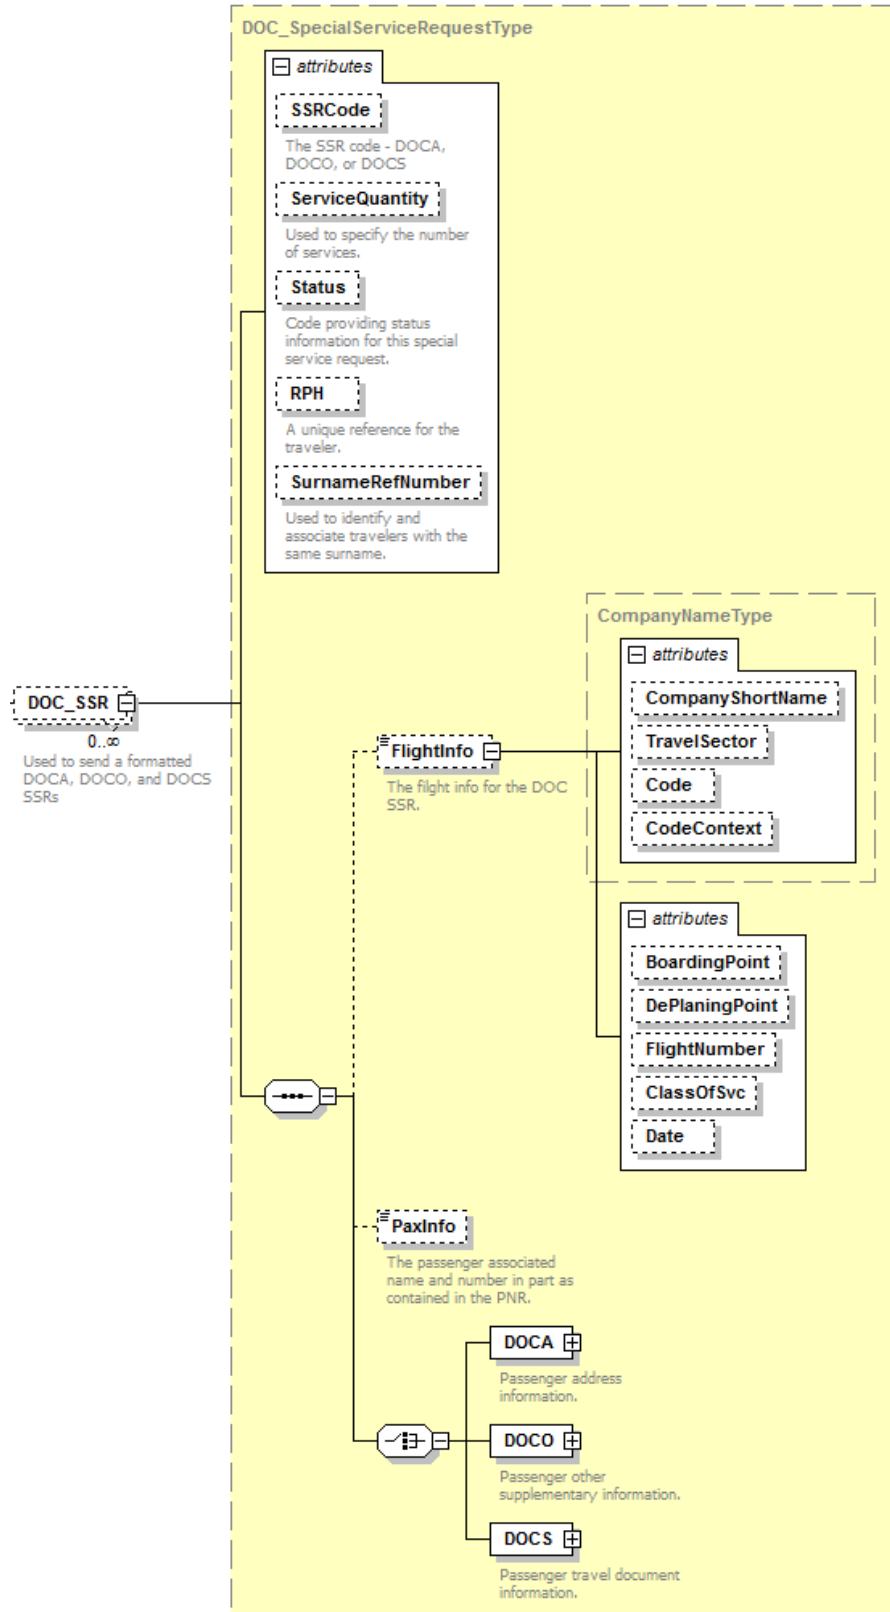 DOC_SpecialServiceRequestType
attributes
SSRCode
The SSR code - DOCA,
DOCO, or DOCS
ServiceQuantity
Used to specify the number
of services.
Status
Code providing status
information for this special
service request.
RPH
A unique reference for the
traveler.
SurnameRefNumber
Used to identify and
associate travelers with the
same surname.
DOC_SSR
0..∞
Used to send a formatted
DOCA, DOCO, and DOCS
SSRs
FlightInfo
The filght info for the DOC
SSR.
CompanyNameType
attributes
CompanyShortName
TravelSector
Code
CodeContext
attributes
BoardingPoint
DePlaningPoint
FlightNumber
ClassOfSvc
Date
PaxInfo
The passenger associated
name and number in part as
contained in the PNR.
DOCA
Passenger address
information.
DOCO
Passenger other
supplementary information.
DOCS
Passenger travel document
information.